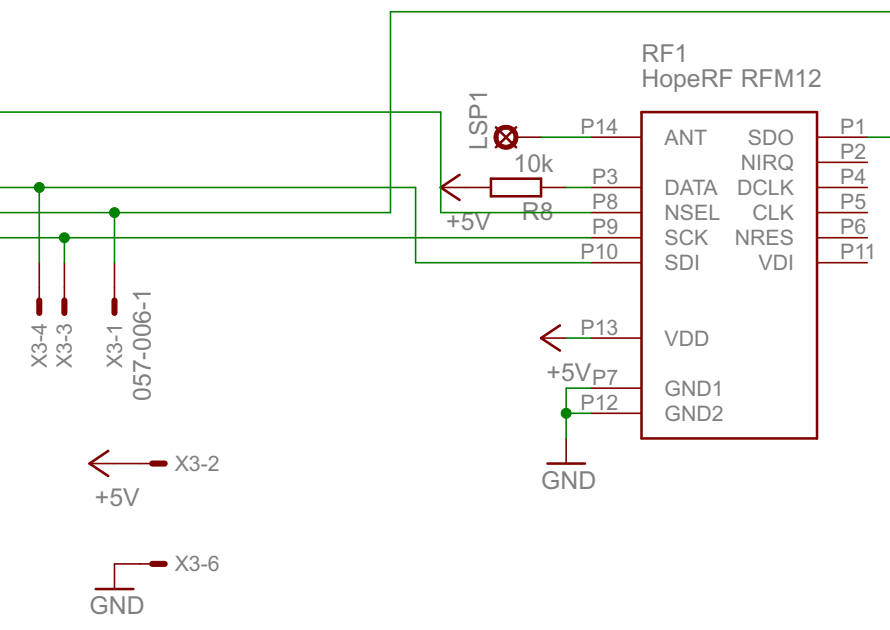 RF1
HopeRF RFM12
LSP1
P14
ANT
SDO
P1
NIRQ
P2
10k
P3
DATA
DCLK
P4
+5V
R8
P8
NSEL
CLK
P5
P9
SCK
NRES
P6
P10
SDI
VDI
P11
X3-4
X3-3
X3-1
057-006-1
P13
VDD
+5V
P7
GND1
P12
GND2
GND
X3-2
+5V
X3-6
GND